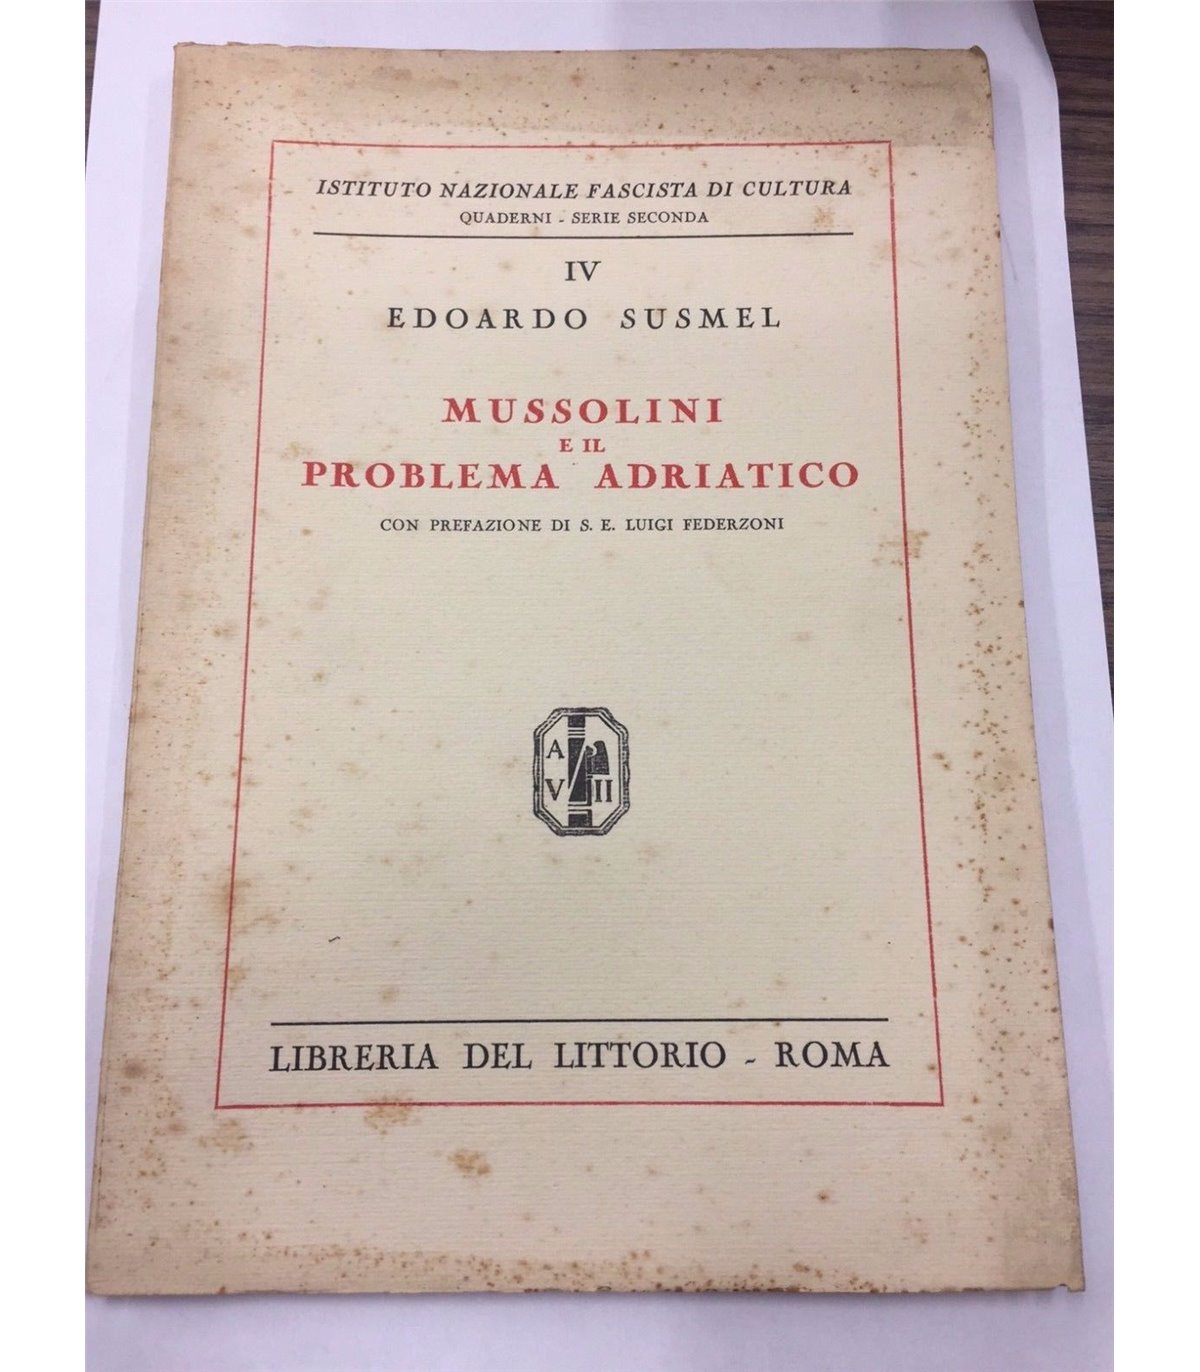 ISTITUTO NAZIONALE FASCISTA DI CULTURA
QUADERNI - SERIE SECONDA
IV
EDOARDO SUSMEL
MUSSOLINI
E IL
PROBLEMA ADRIATICO
CON PREFAZIONE DI S. E. LUIGI FEDERZONI
A
V II
LIBRERIA DEL LITTORIO - ROMA